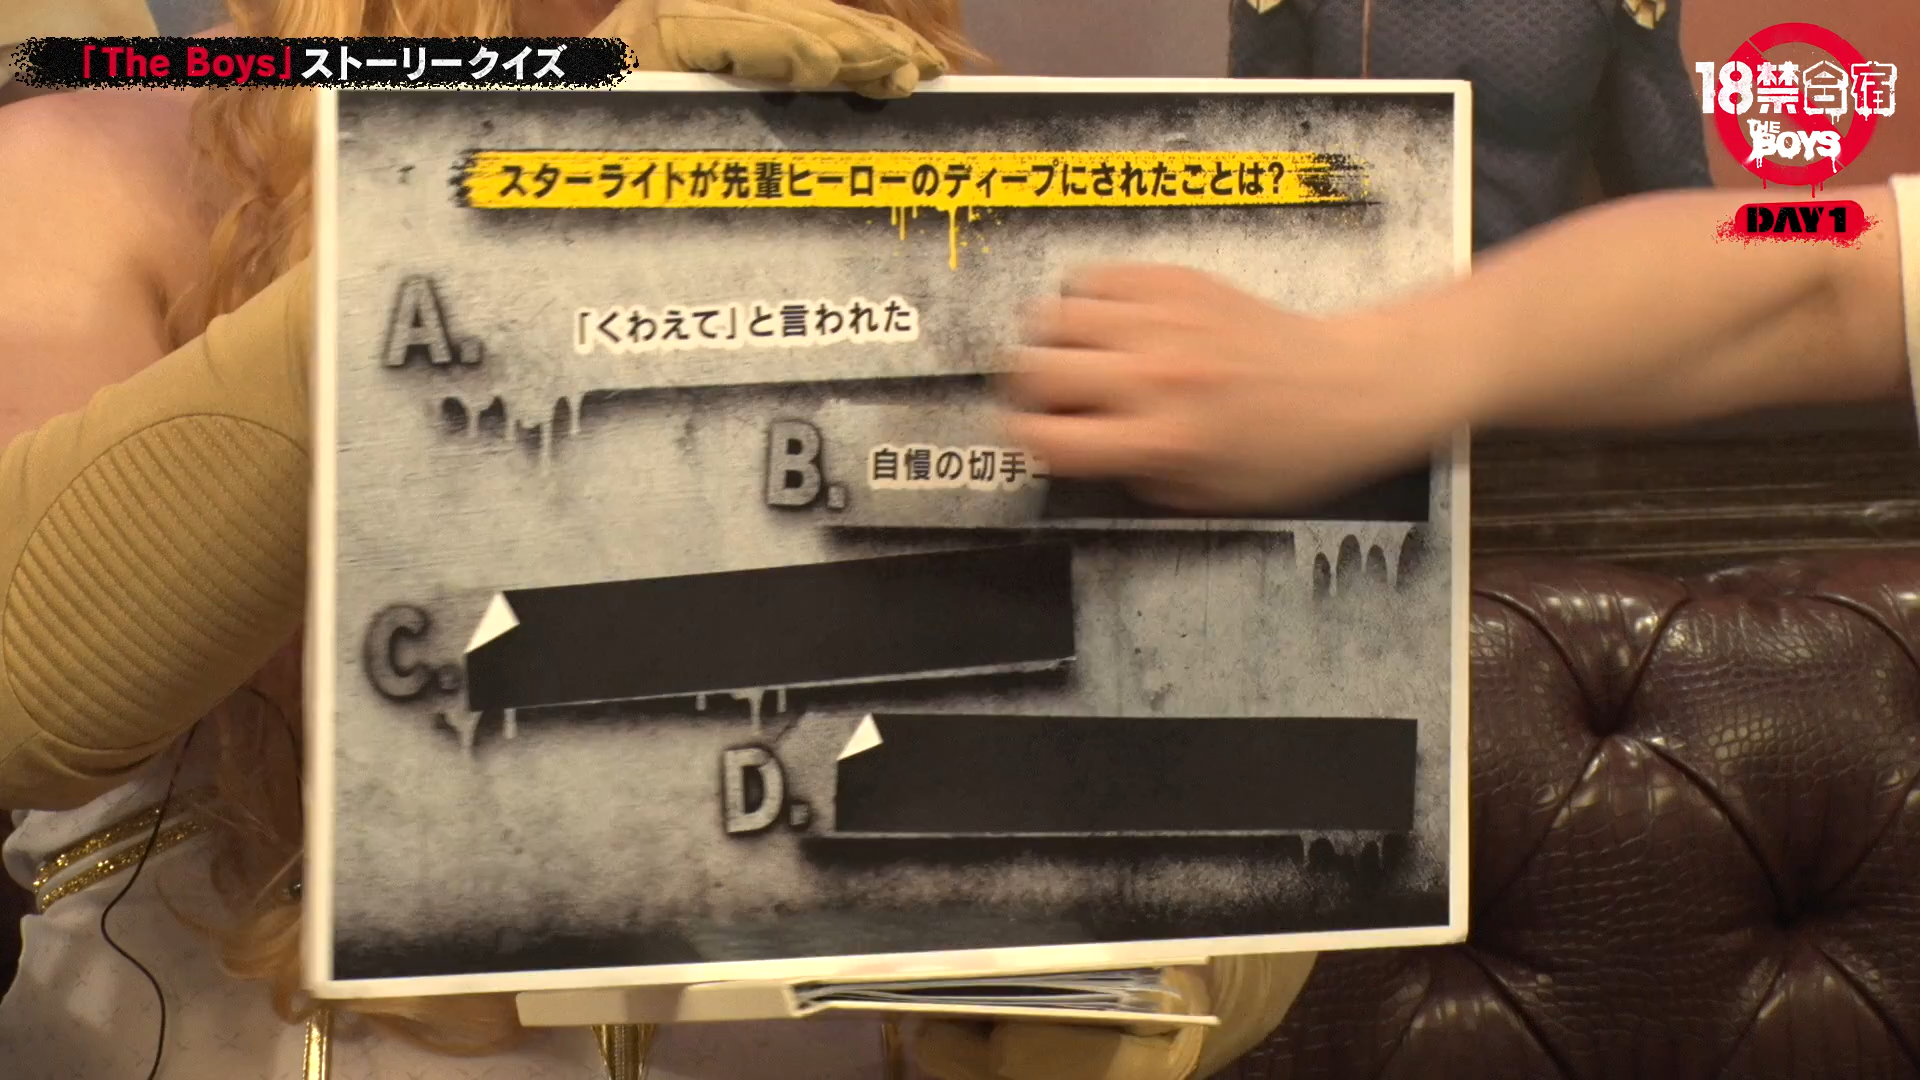 「The Boys」ストーリークイズ
18禁合宿
THE BOYS
DAY1
スターライトが先輩ヒーローのディープにされたことは?
A. 「くわえて」と言われた
B. 自慢の切手コ
C.
D.